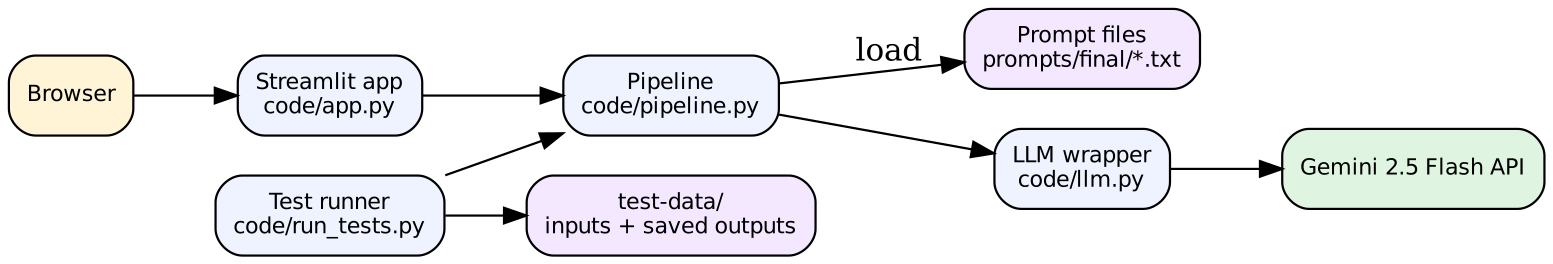 Browser
Streamlit app
code/app.py
Pipeline
code/pipeline.py
load
Prompt files
prompts/final/*.txt
LLM wrapper
code/llm.py
Gemini 2.5 Flash API
Test runner
code/run_tests.py
test-data/
inputs + saved outputs